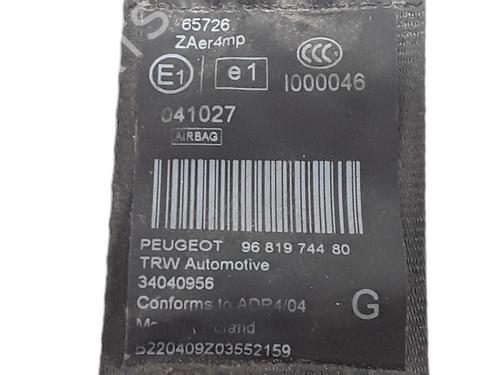 65726
ZAer4mp
E1 e1 CCC
I000046
041027
AIRBAG
PEUGEOT 96 819 744 80
TRW Automotive
34040956
Conforms to ADR4/04
G
B220409Z03552159